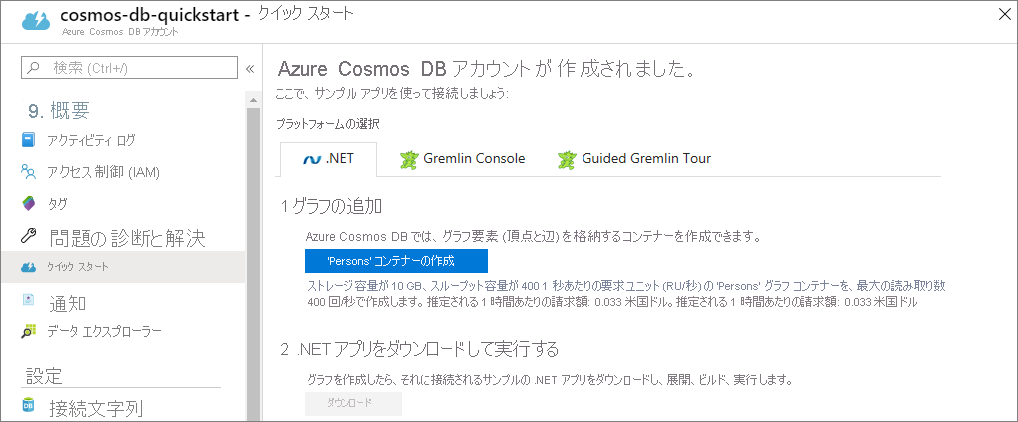 cosmos-db-quickstart - クイック スタート
Azure Cosmos DBアカウント
検索 (Ctrl+/)
9. 概要
アクティビティ ログ
アクセス制御 (IAM)
タグ
問題の診断と解決
クイック スタート
通知
データ エクスプローラー
設定
接続文字列
Azure Cosmos DB アカウントが作成されました。
ここで、サンプル アプリを使って接続しましょう:
プラットフォームの選択
.NET
Gremlin Console
Guided Gremlin Tour
1 グラフの追加
Azure Cosmos DB では、グラフ要素 (頂点と辺) を格納するコンテナーを作成できます。
'Persons' コンテナーの作成
ストレージ容量が 10 GB、スループット容量が 400 1 秒あたりの要求ユニット (RU/秒) の 'Persons' グラフ コンテナーを、最大の読み取り数
400 回/秒で作成します。推定される 1 時間あたりの請求額: 0.033 米国ドル。推定される 1 時間あたりの請求額: 0.033 米国ドル
2 .NET アプリをダウンロードして実行する
グラフを作成したら、それに接続されるサンプルの .NET アプリをダウンロードし、展開、ビルド、実行します。
ダウンロード